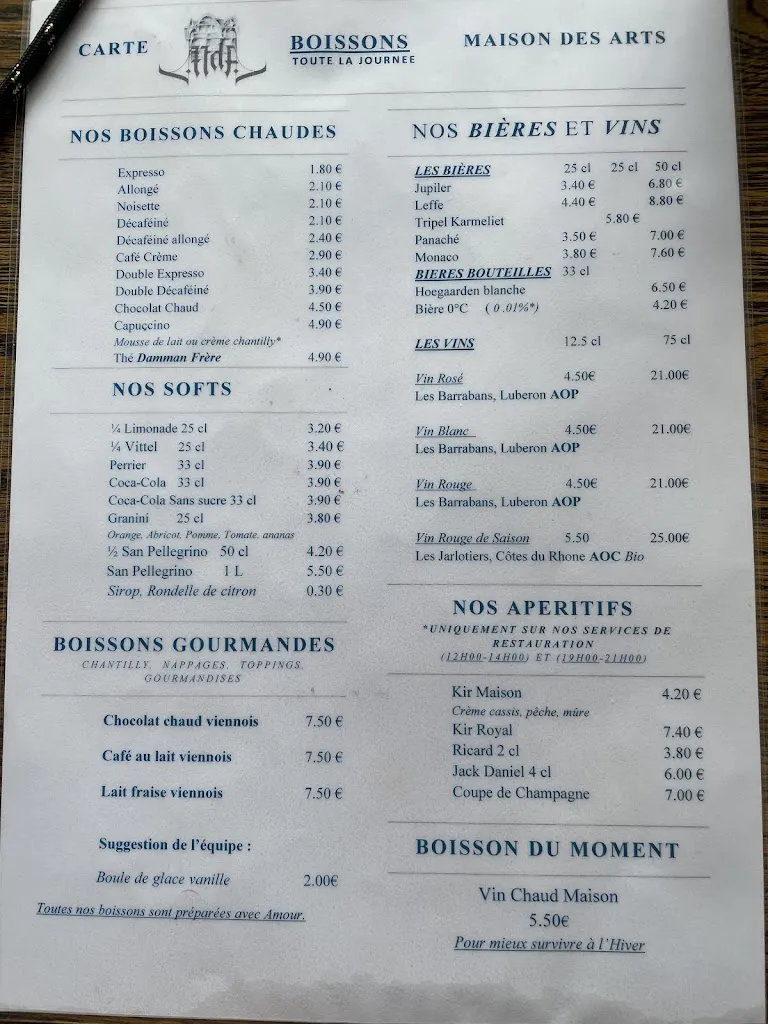 CARTE BOISSONS MAISON DES ARTS
TOUTE LA JOURNEE
NOS BOISSONS CHAUDES
Expresso 1.80 €
Allongé 2.10 €
Noisette 2.10 €
Décaféiné 2.10 €
Décaféiné allongé 2.40 €
Café Crème 2.90 €
Double Expresso 3.40 €
Double Décaféiné 3.90 €
Chocolat Chaud 4.50 €
Capuccino 4.90 €
Mousse de lait ou crème chantilly*
Thé Damman Frère 4.90 €
NOS SOFTS
¼ Limonade 25 cl 3.20 €
¼ Vittel 25 cl 3.40 €
Perrier 33 cl 3.90 €
Coca-Cola 33 cl 3.90 €
Coca-Cola Sans sucre 33 cl 3.90 €
Granini 25 cl 3.80 €
Orange, Abricot, Pomme, Tomate, ananas
½ San Pellegrino 50 cl 4.20 €
San Pellegrino 1 L 5.50 €
Sirop, Rondelle de citron 0.30 €
BOISSONS GOURMANDES
CHANTILLY, NAPPAGES, TOPPINGS,
GOURMANDISES
Chocolat chaud viennois 7.50 €
Café au lait viennois 7.50 €
Lait fraise viennois 7.50 €
Suggestion de l'équipe :
Boule de glace vanille 2.00€
Toutes nos boissons sont préparées avec Amour.
NOS BIÈRES ET VINS
LES BIÈRES 25 cl 25 cl 50 cl
Jupiler 3.40 € 6.80 €
Leffe 4.40 € 8.80 €
Tripel Karmeliet 5.80 €
Panaché 3.50 € 7.00 €
Monaco 3.80 € 7.60 €
BIERES BOUTEILLES 33 cl
Hoegaarden blanche 6.50 €
Bière 0°C ( 0.01%*) 4.20 €
LES VINS 12.5 cl 75 cl
Vin Rosé 4.50€ 21.00€
Les Barrabans, Luberon AOP
Vin Blanc 4.50€ 21.00€
Les Barrabans, Luberon AOP
Vin Rouge 4.50€ 21.00€
Les Barrabans, Luberon AOP
Vin Rouge de Saison 5.50 25.00€
Les Jarlotiers, Côtes du Rhone AOC Bio
NOS APERITIFS
*UNIQUEMENT SUR NOS SERVICES DE
RESTAURATION
(12H00-14H00) ET (19H00-21H00)
Kir Maison 4.20 €
Crème cassis, pêche, mûre
Kir Royal 7.40 €
Ricard 2 cl 3.80 €
Jack Daniel 4 cl 6.00 €
Coupe de Champagne 7.00 €
BOISSON DU MOMENT
Vin Chaud Maison
5.50€
Pour mieux survivre à l'Hiver